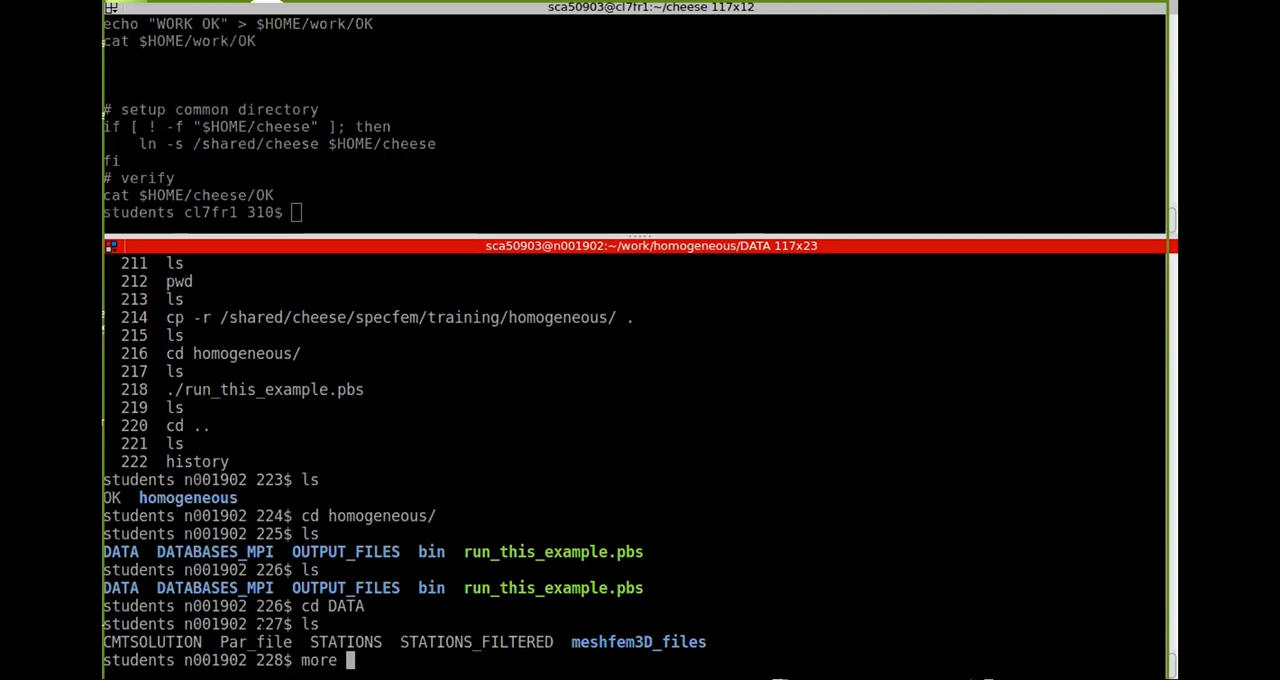 sca50903@cl7fr1:~/cheese 117x12
echo "WORK OK" > $HOME/work/OK
cat $HOME/work/OK
# setup common directory
if [ ! -f "$HOME/cheese" ]; then
    ln -s /shared/cheese $HOME/cheese
fi
# verify
cat $HOME/cheese/OK
students cl7fr1 310$
sca50903@n001902:~/work/homogeneous/DATA 117x23
211  ls
212  pwd
213  ls
214  cp -r /shared/cheese/specfem/training/homogeneous/ .
215  ls
216  cd homogeneous/
217  ls
218  ./run_this_example.pbs
219  ls
220  cd ..
221  ls
222  history
students n001902 223$ ls
OK  homogeneous
students n001902 224$ cd homogeneous/
students n001902 225$ ls
DATA  DATABASES_MPI  OUTPUT_FILES  bin  run_this_example.pbs
students n001902 226$ ls
DATA  DATABASES_MPI  OUTPUT_FILES  bin  run_this_example.pbs
students n001902 226$ cd DATA
students n001902 227$ ls
CMTSOLUTION  Par_file  STATIONS  STATIONS_FILTERED  meshfem3D_files
students n001902 228$ more